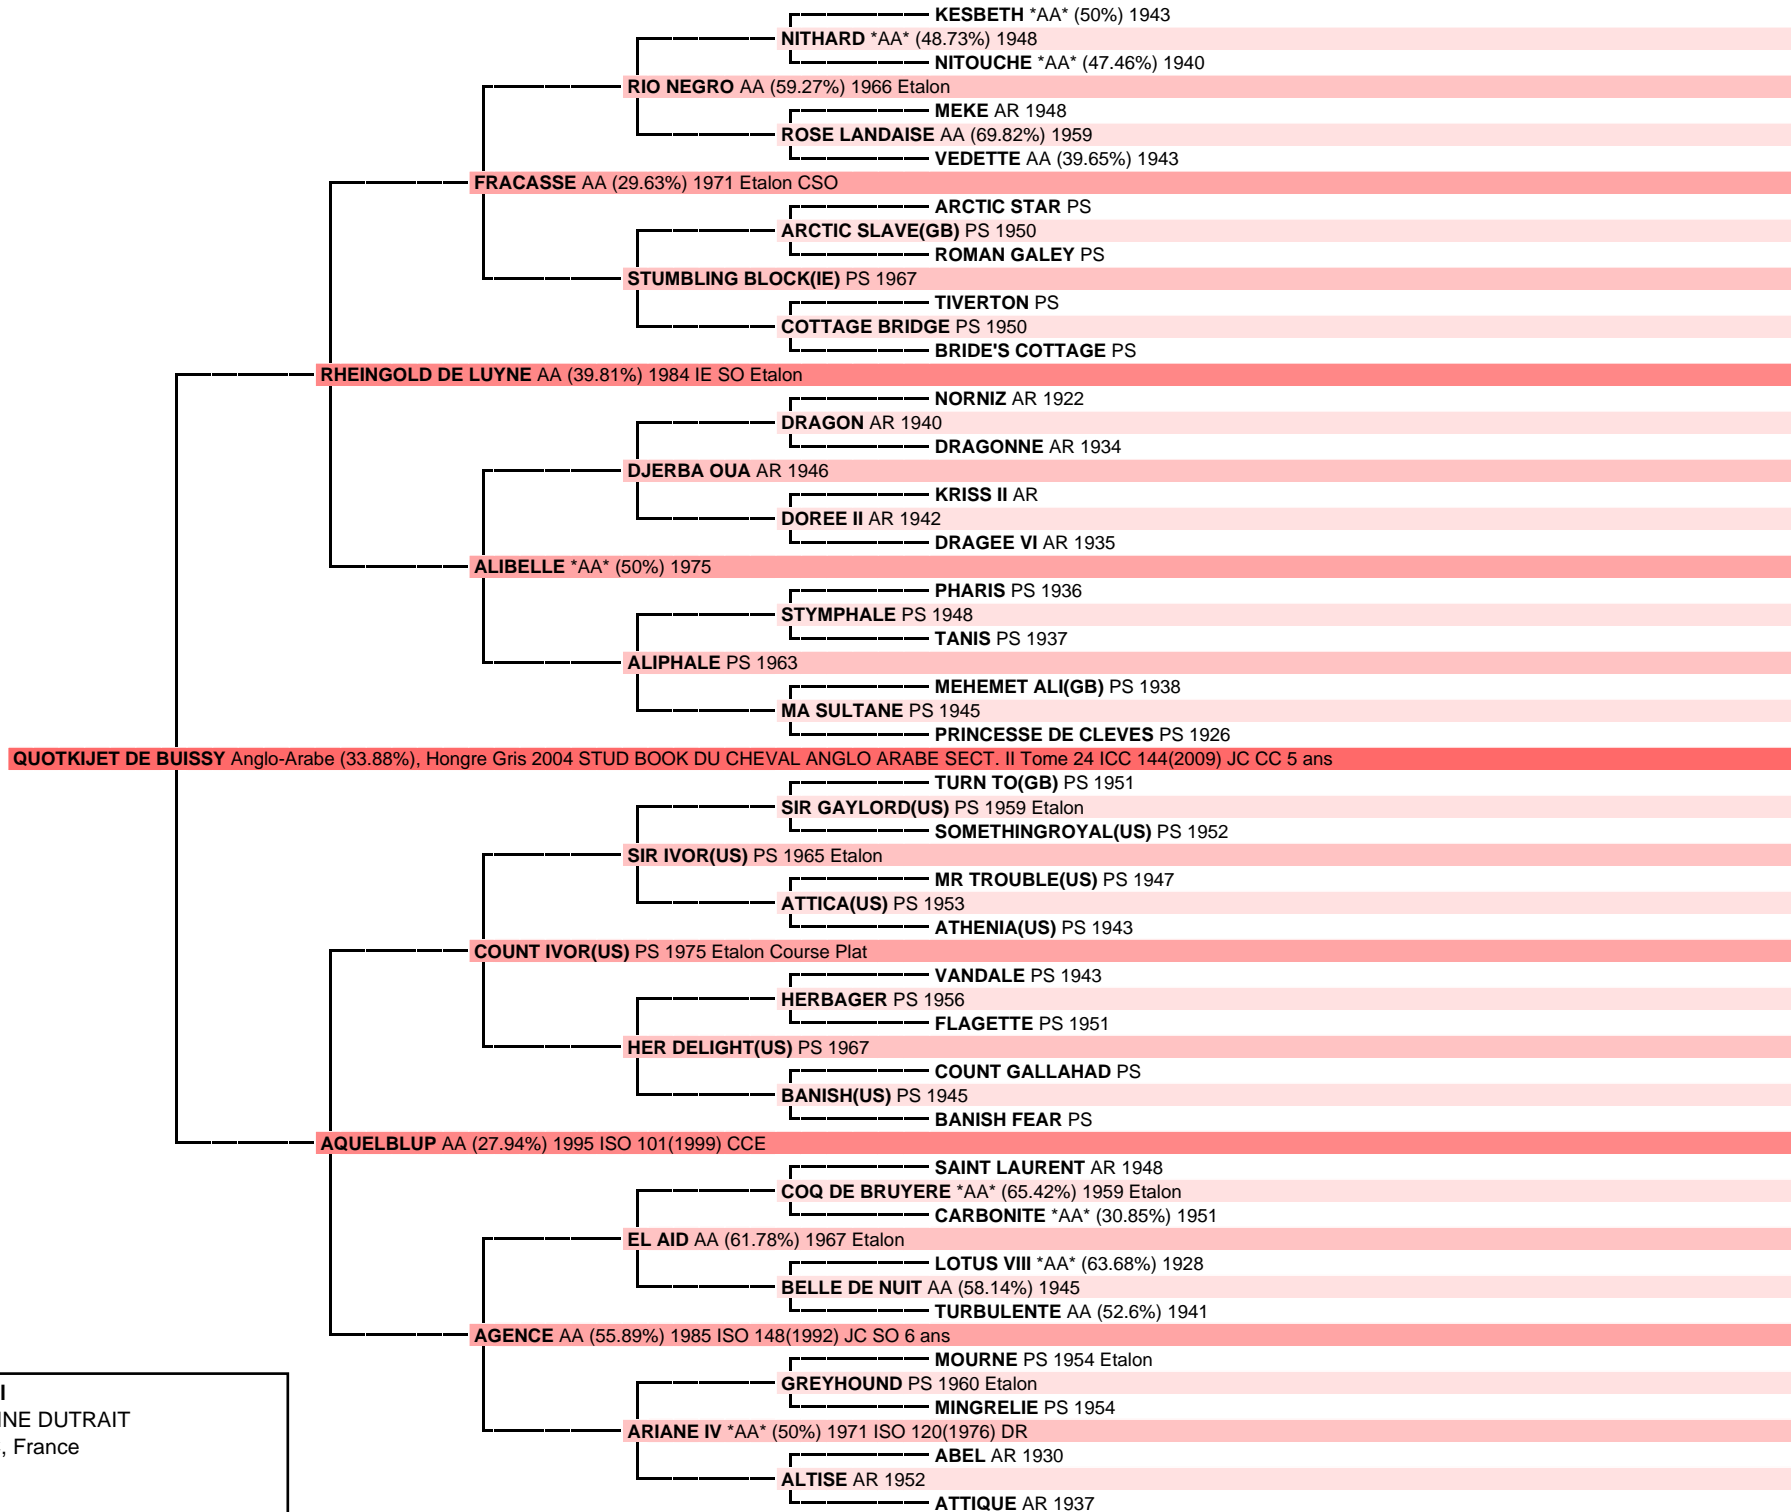 KESBETH *AA* (50%) 1943
NITHARD *AA* (48.73%) 1948
NITOUCHE *AA* (47.46%) 1940
RIO NEGRO AA (59.27%) 1966 Etalon
MEKE AR 1948
ROSE LANDAISE AA (69.82%) 1959
VEDETTE AA (39.65%) 1943
FRACASSE AA (29.63%) 1971 Etalon CSO
ARCTIC STAR PS
ARCTIC SLAVE(GB) PS 1950
ROMAN GALEY PS
STUMBLING BLOCK(IE) PS 1967
TIVERTON PS
COTTAGE BRIDGE PS 1950
BRIDE'S COTTAGE PS
RHEINGOLD DE LUYNE AA (39.81%) 1984 IE SO Etalon
NORNIZ AR 1922
DRAGON AR 1940
DRAGONNE AR 1934
DJERBA OUA AR 1946
KRISS II AR
DOREE II AR 1942
DRAGEE VI AR 1935
ALIBELLE *AA* (50%) 1975
PHARIS PS 1936
STYMPHALE PS 1948
TANIS PS 1937
ALIPHALE PS 1963
MEHEMET ALI(GB) PS 1938
MA SULTANE PS 1945
PRINCESSE DE CLEVES PS 1926
QUOTKIJET DE BUISSY Anglo-Arabe (33.88%), Hongre Gris 2004 STUD BOOK DU CHEVAL ANGLO ARABE SECT. II Tome 24 ICC 144(2009) JC CC 5 ans
TURN TO(GB) PS 1951
SIR GAYLORD(US) PS 1959 Etalon
SOMETHINGROYAL(US) PS 1952
SIR IVOR(US) PS 1965 Etalon
MR TROUBLE(US) PS 1947
ATTICA(US) PS 1953
ATHENIA(US) PS 1943
COUNT IVOR(US) PS 1975 Etalon Course Plat
VANDALE PS 1943
HERBAGER PS 1956
FLAGETTE PS 1951
HER DELIGHT(US) PS 1967
COUNT GALLAHAD PS
BANISH(US) PS 1945
BANISH FEAR PS
AQUELBLUP AA (27.94%) 1995 ISO 101(1999) CCE
SAINT LAURENT AR 1948
COQ DE BRUYERE *AA* (65.42%) 1959 Etalon
CARBONITE *AA* (30.85%) 1951
EL AID AA (61.78%) 1967 Etalon
LOTUS VIII *AA* (63.68%) 1928
BELLE DE NUIT AA (58.14%) 1945
TURBULENTE AA (52.6%) 1941
AGENCE AA (55.89%) 1985 ISO 148(1992) JC SO 6 ans
MOURNE PS 1954 Etalon
GREYHOUND PS 1960 Etalon
MINGRELIE PS 1954
ARIANE IV *AA* (50%) 1971 ISO 120(1976) DR
ABEL AR 1930
ALTISE AR 1952
ATTIQUE AR 1937
DUTRAIT
, France